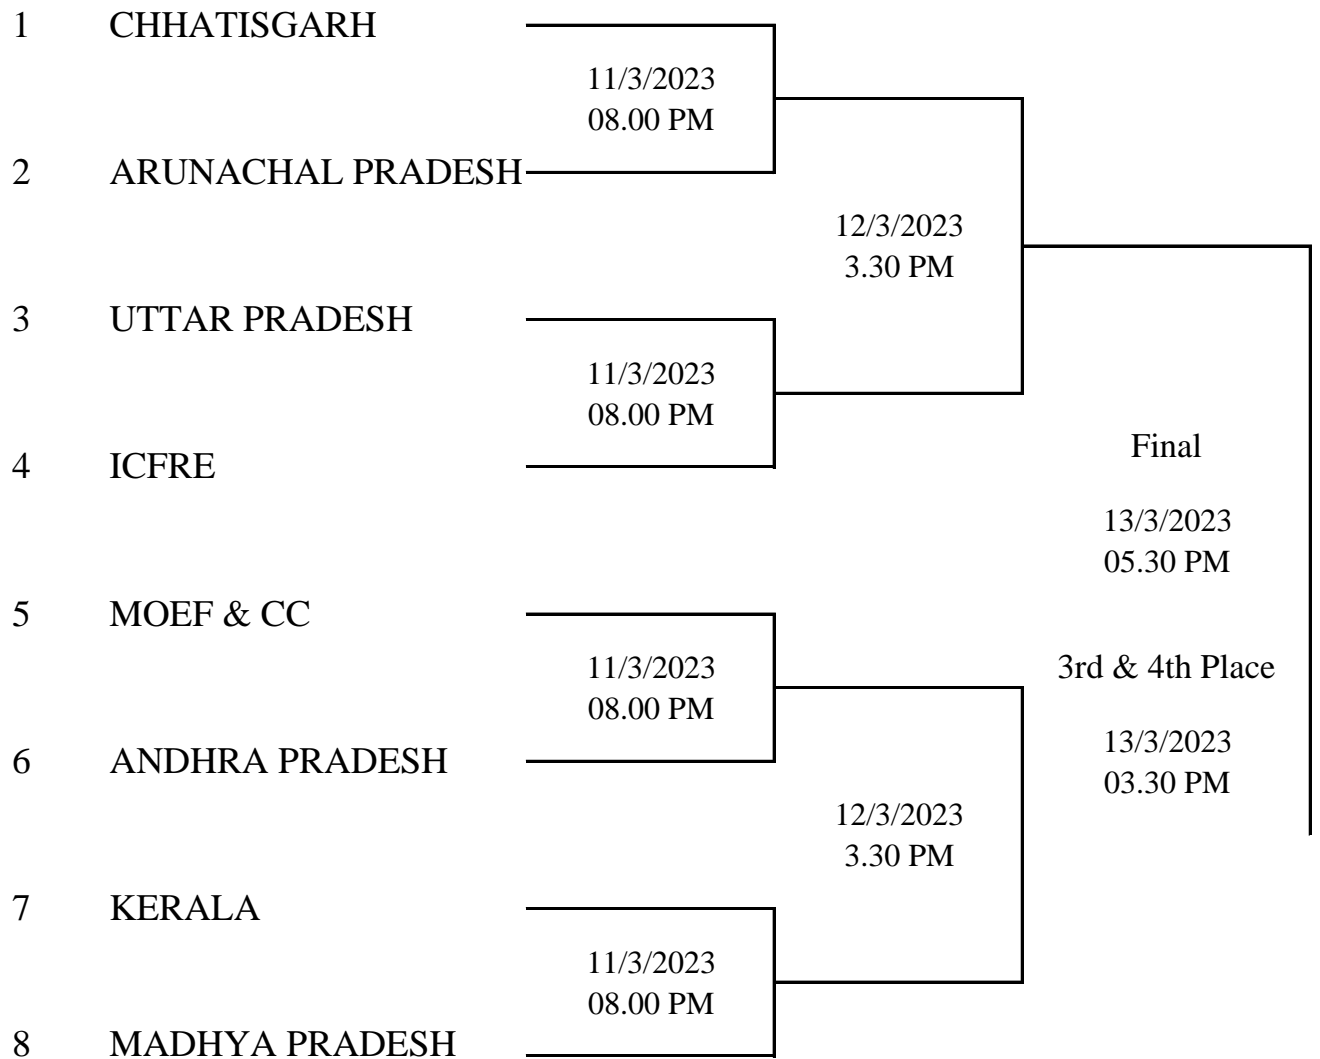 1 CHHATISGARH
11/3/2023
08.00 PM
2 ARUNACHAL PRADESH
12/3/2023
3.30 PM
3 UTTAR PRADESH
11/3/2023
08.00 PM
4 ICFRE
Final
13/3/2023
05.30 PM
5 MOEF & CC
11/3/2023
08.00 PM
3rd & 4th Place
6 ANDHRA PRADESH
13/3/2023
03.30 PM
12/3/2023
3.30 PM
7 KERALA
11/3/2023
08.00 PM
8 MADHYA PRADESH